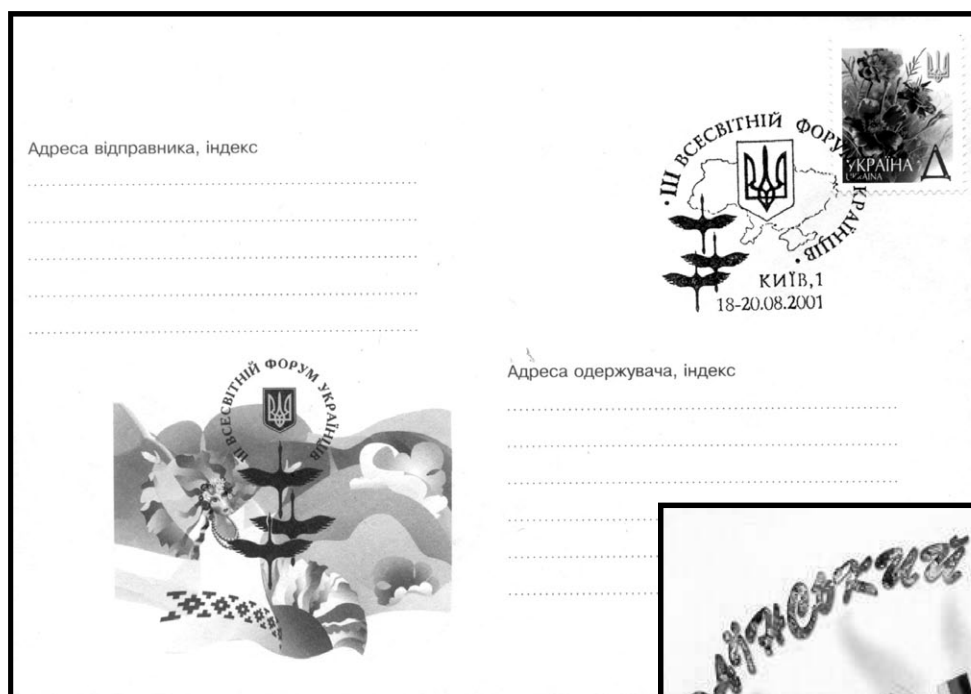 Адреса відправника, індекс
· III ВСЕСВІТНІЙ ФОРУМ УКРАЇНЦІВ ·
КИЇВ,1
18-20.08.2001
УКРАЇНА Д
UKRAINA
III ВСЕСВІТНІЙ ФОРУМ УКРАЇНЦІВ
Адреса одержувача, індекс